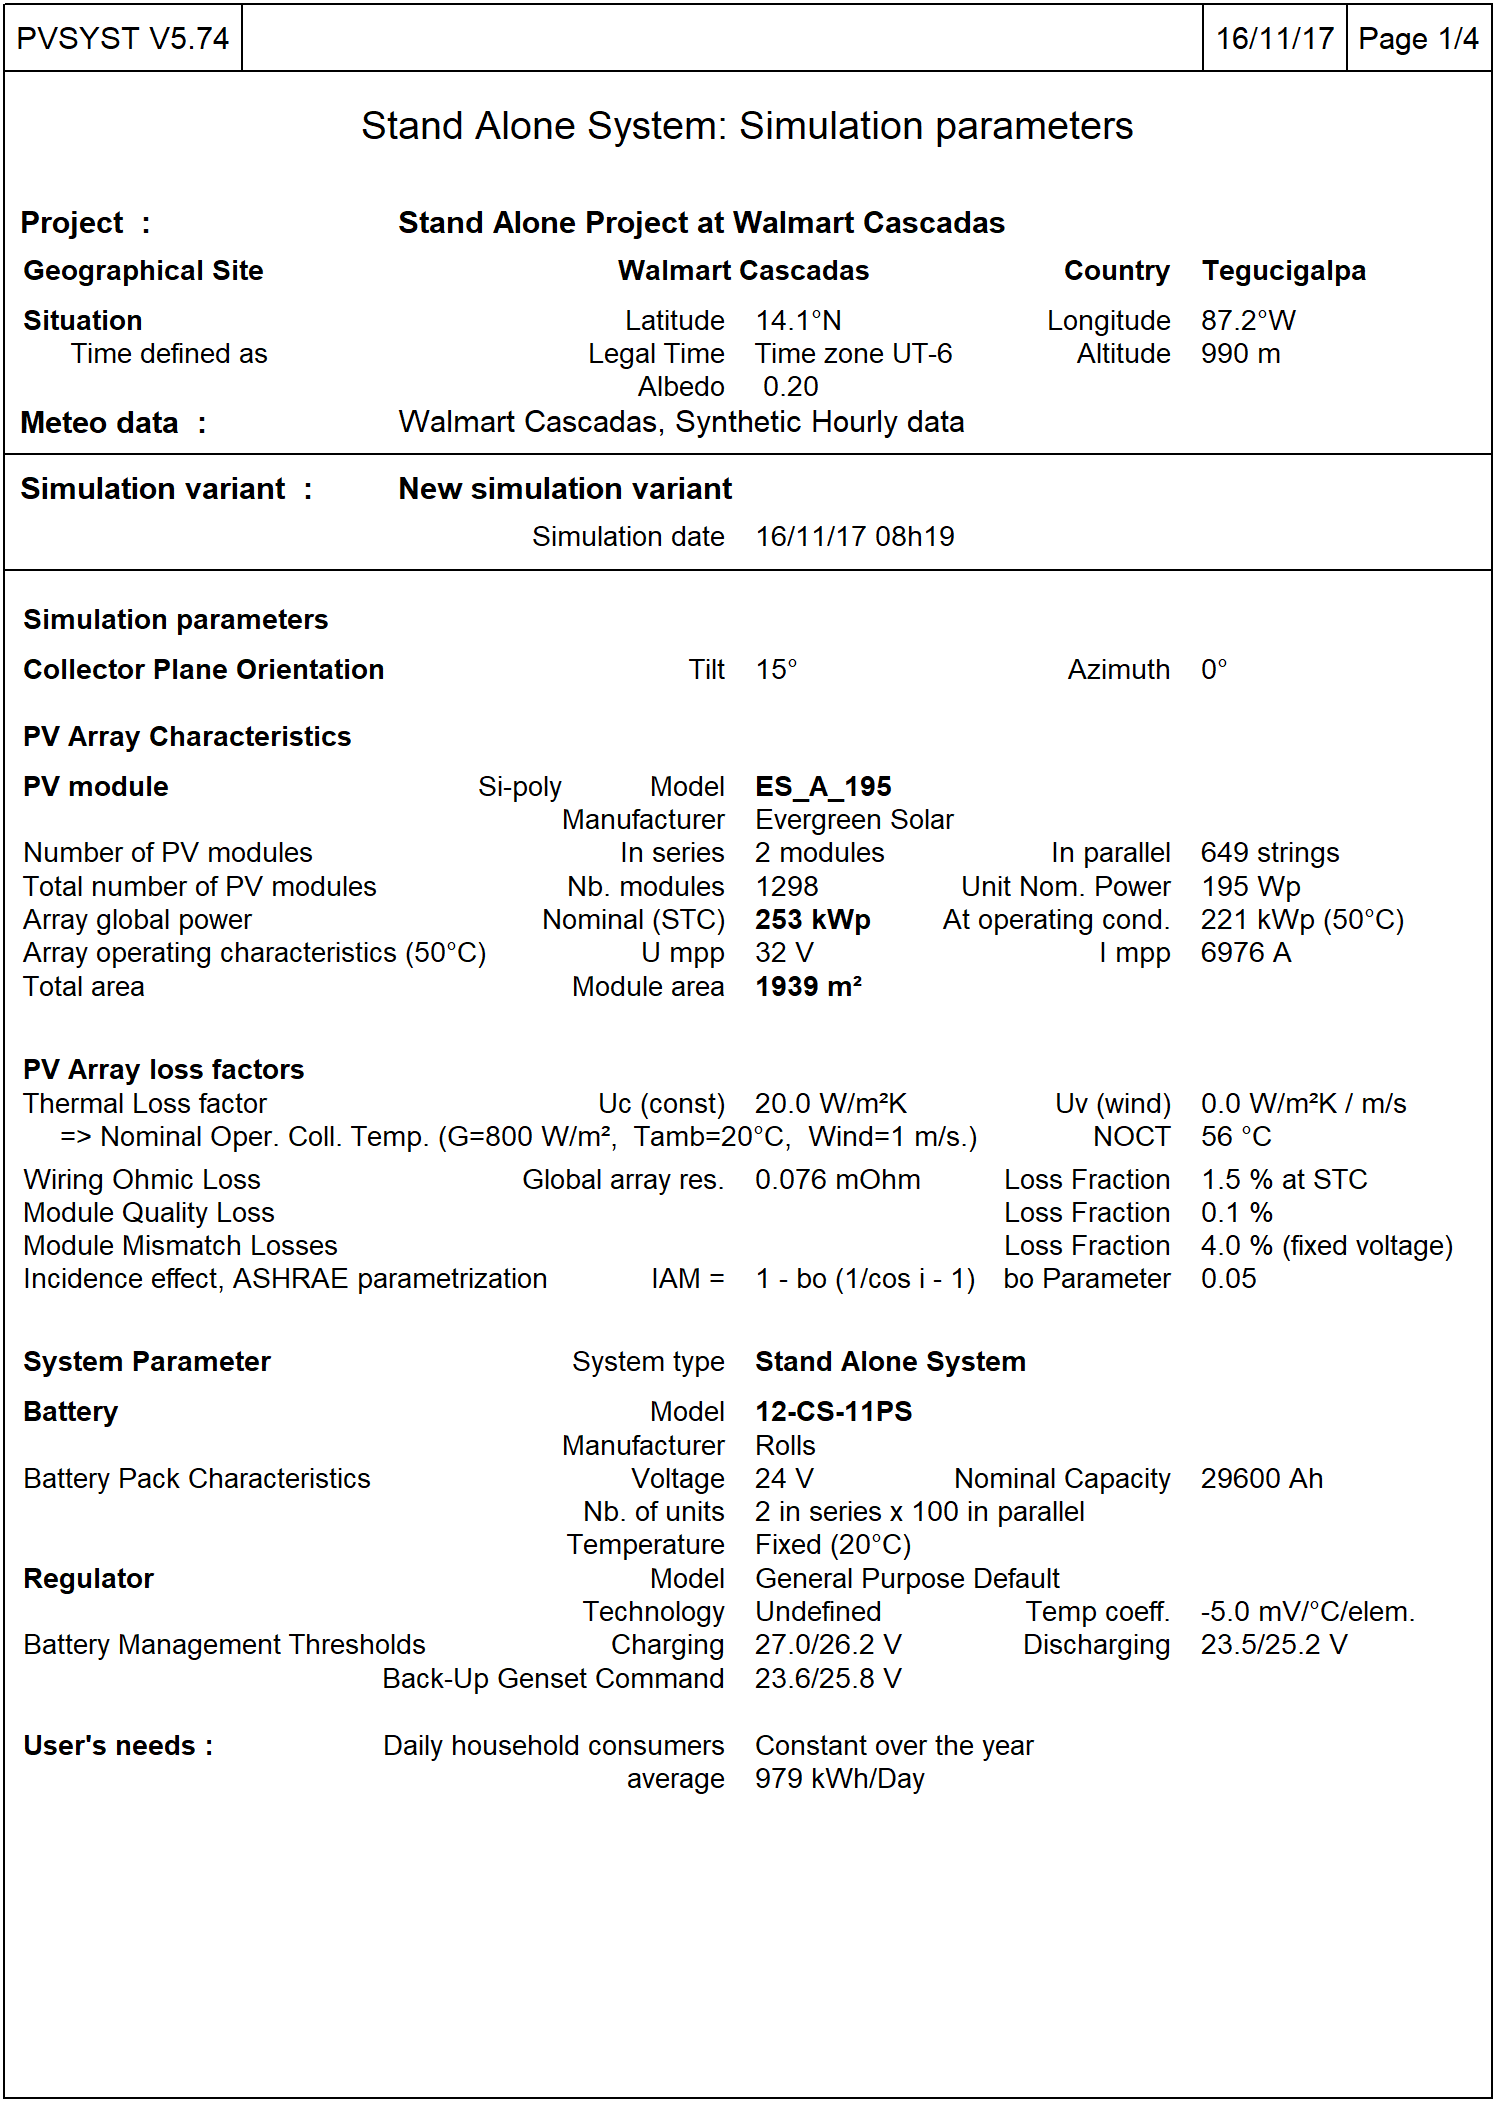 PVSYST V5.74 16/11/17 Page 1/4
Stand Alone System: Simulation parameters
Project : Stand Alone Project at Walmart Cascadas
Geographical Site Walmart Cascadas Country Tegucigalpa
Situation Latitude 14.1°N Longitude 87.2°W
Time defined as Legal Time Time zone UT-6 Altitude 990 m
Albedo 0.20
Meteo data : Walmart Cascadas, Synthetic Hourly data
Simulation variant : New simulation variant
Simulation date 16/11/17 08h19
Simulation parameters
Collector Plane Orientation Tilt 15° Azimuth 0°
PV Array Characteristics
PV module Si-poly Model ES_A_195
Manufacturer Evergreen Solar
Number of PV modules In series 2 modules In parallel 649 strings
Total number of PV modules Nb. modules 1298 Unit Nom. Power 195 Wp
Array global power Nominal (STC) 253 kWp At operating cond. 221 kWp (50°C)
Array operating characteristics (50°C) U mpp 32 V I mpp 6976 A
Total area Module area 1939 m²
PV Array loss factors
Thermal Loss factor Uc (const) 20.0 W/m²K Uv (wind) 0.0 W/m²K / m/s
=> Nominal Oper. Coll. Temp. (G=800 W/m², Tamb=20°C, Wind=1 m/s.) NOCT 56 °C
Wiring Ohmic Loss Global array res. 0.076 mOhm Loss Fraction 1.5 % at STC
Module Quality Loss Loss Fraction 0.1 %
Module Mismatch Losses Loss Fraction 4.0 % (fixed voltage)
Incidence effect, ASHRAE parametrization IAM = 1 - bo (1/cos i - 1) bo Parameter 0.05
System Parameter System type Stand Alone System
Battery Model 12-CS-11PS
Manufacturer Rolls
Battery Pack Characteristics Voltage 24 V Nominal Capacity 29600 Ah
Nb. of units 2 in series x 100 in parallel
Temperature Fixed (20°C)
Regulator Model General Purpose Default
Technology Undefined Temp coeff. -5.0 mV/°C/elem.
Battery Management Thresholds Charging 27.0/26.2 V Discharging 23.5/25.2 V
Back-Up Genset Command 23.6/25.8 V
User's needs : Daily household consumers Constant over the year
average 979 kWh/Day